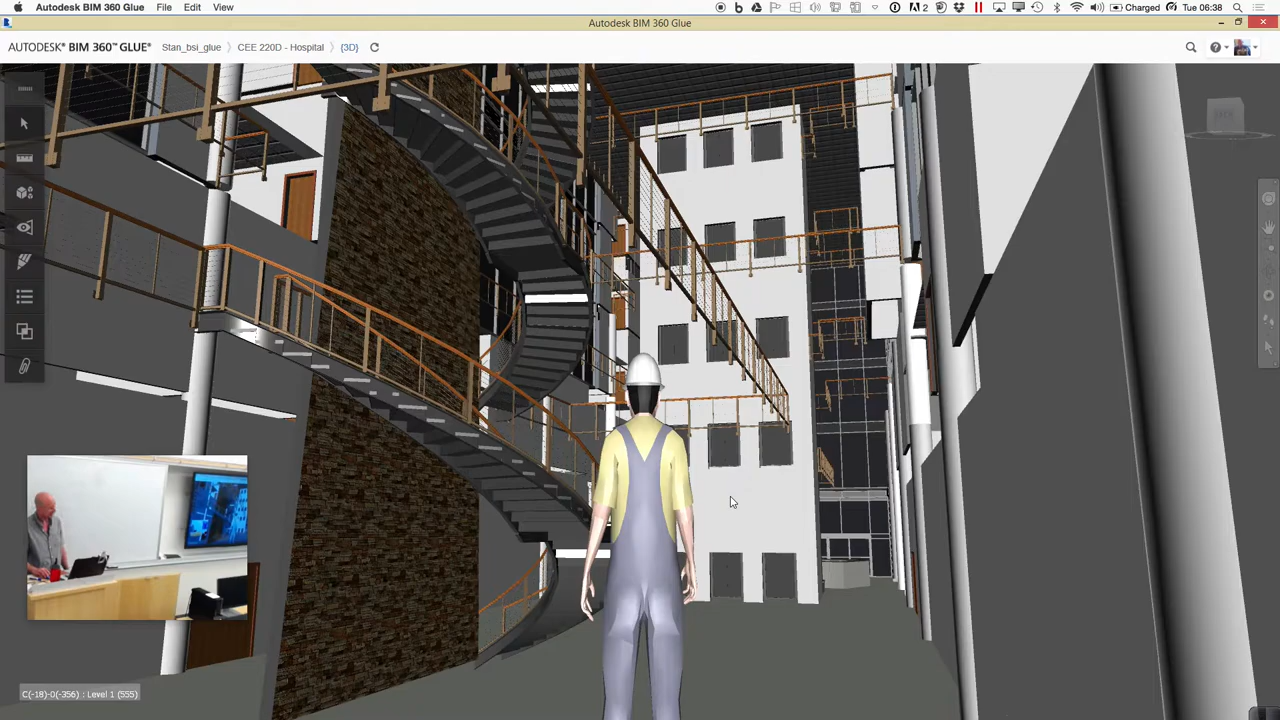 Autodesk BIM 360 Glue File Edit View
2 Charged Tue 06:38
Autodesk BIM 360 Glue
AUTODESK® BIM 360™ GLUE® Stan_bsi_glue CEE 220D - Hospital {3D}
C(-18)-0(-356) : Level 1 (555)